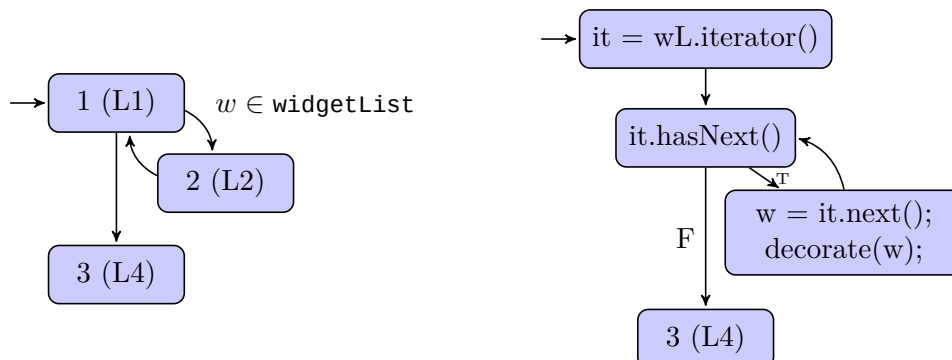 1 (L1)
w ∈ widgetList
2 (L2)
3 (L4)
it = wL.iterator()
it.hasNext()
T
w = it.next();
decorate(w);
F
3 (L4)